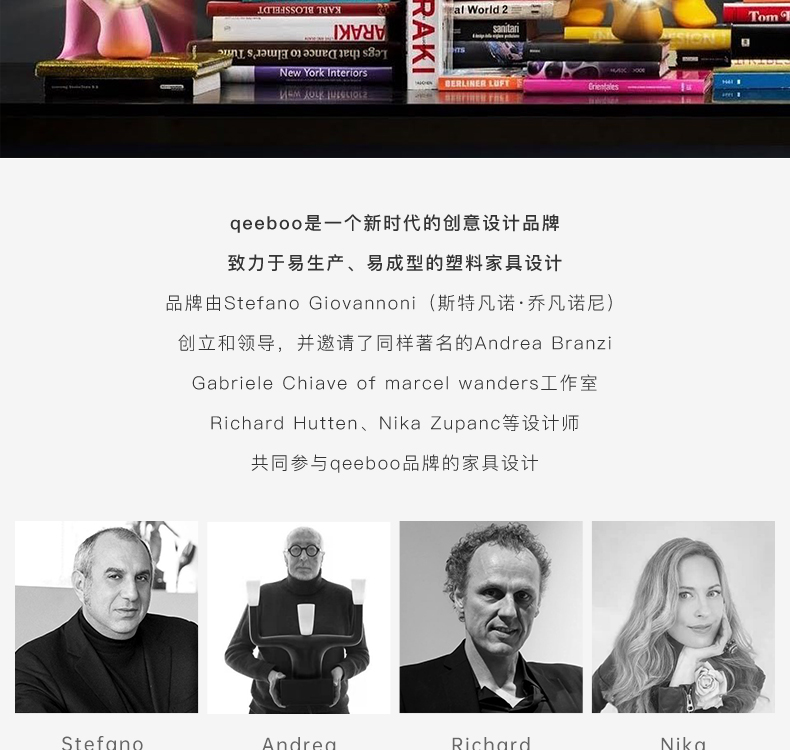 KARL BLOSSFELDT
ARAKI
Legs that Dance to Elmer's Tune
New York Interiors
ARAKI
TASCHEN
al World 2
sanitari
BERLINER LUFT
Orientales
Tom
qeeboo是一个新时代的创意设计品牌
致力于易生产、易成型的塑料家具设计
品牌由Stefano Giovannoni（斯特凡诺·乔凡诺尼）
创立和领导，并邀请了同样著名的Andrea Branzi
Gabriele Chiave of marcel wanders工作室
Richard Hutten、Nika Zupanc等设计师
共同参与qeeboo品牌的家具设计
Stefano
Andrea
Richard
Nika